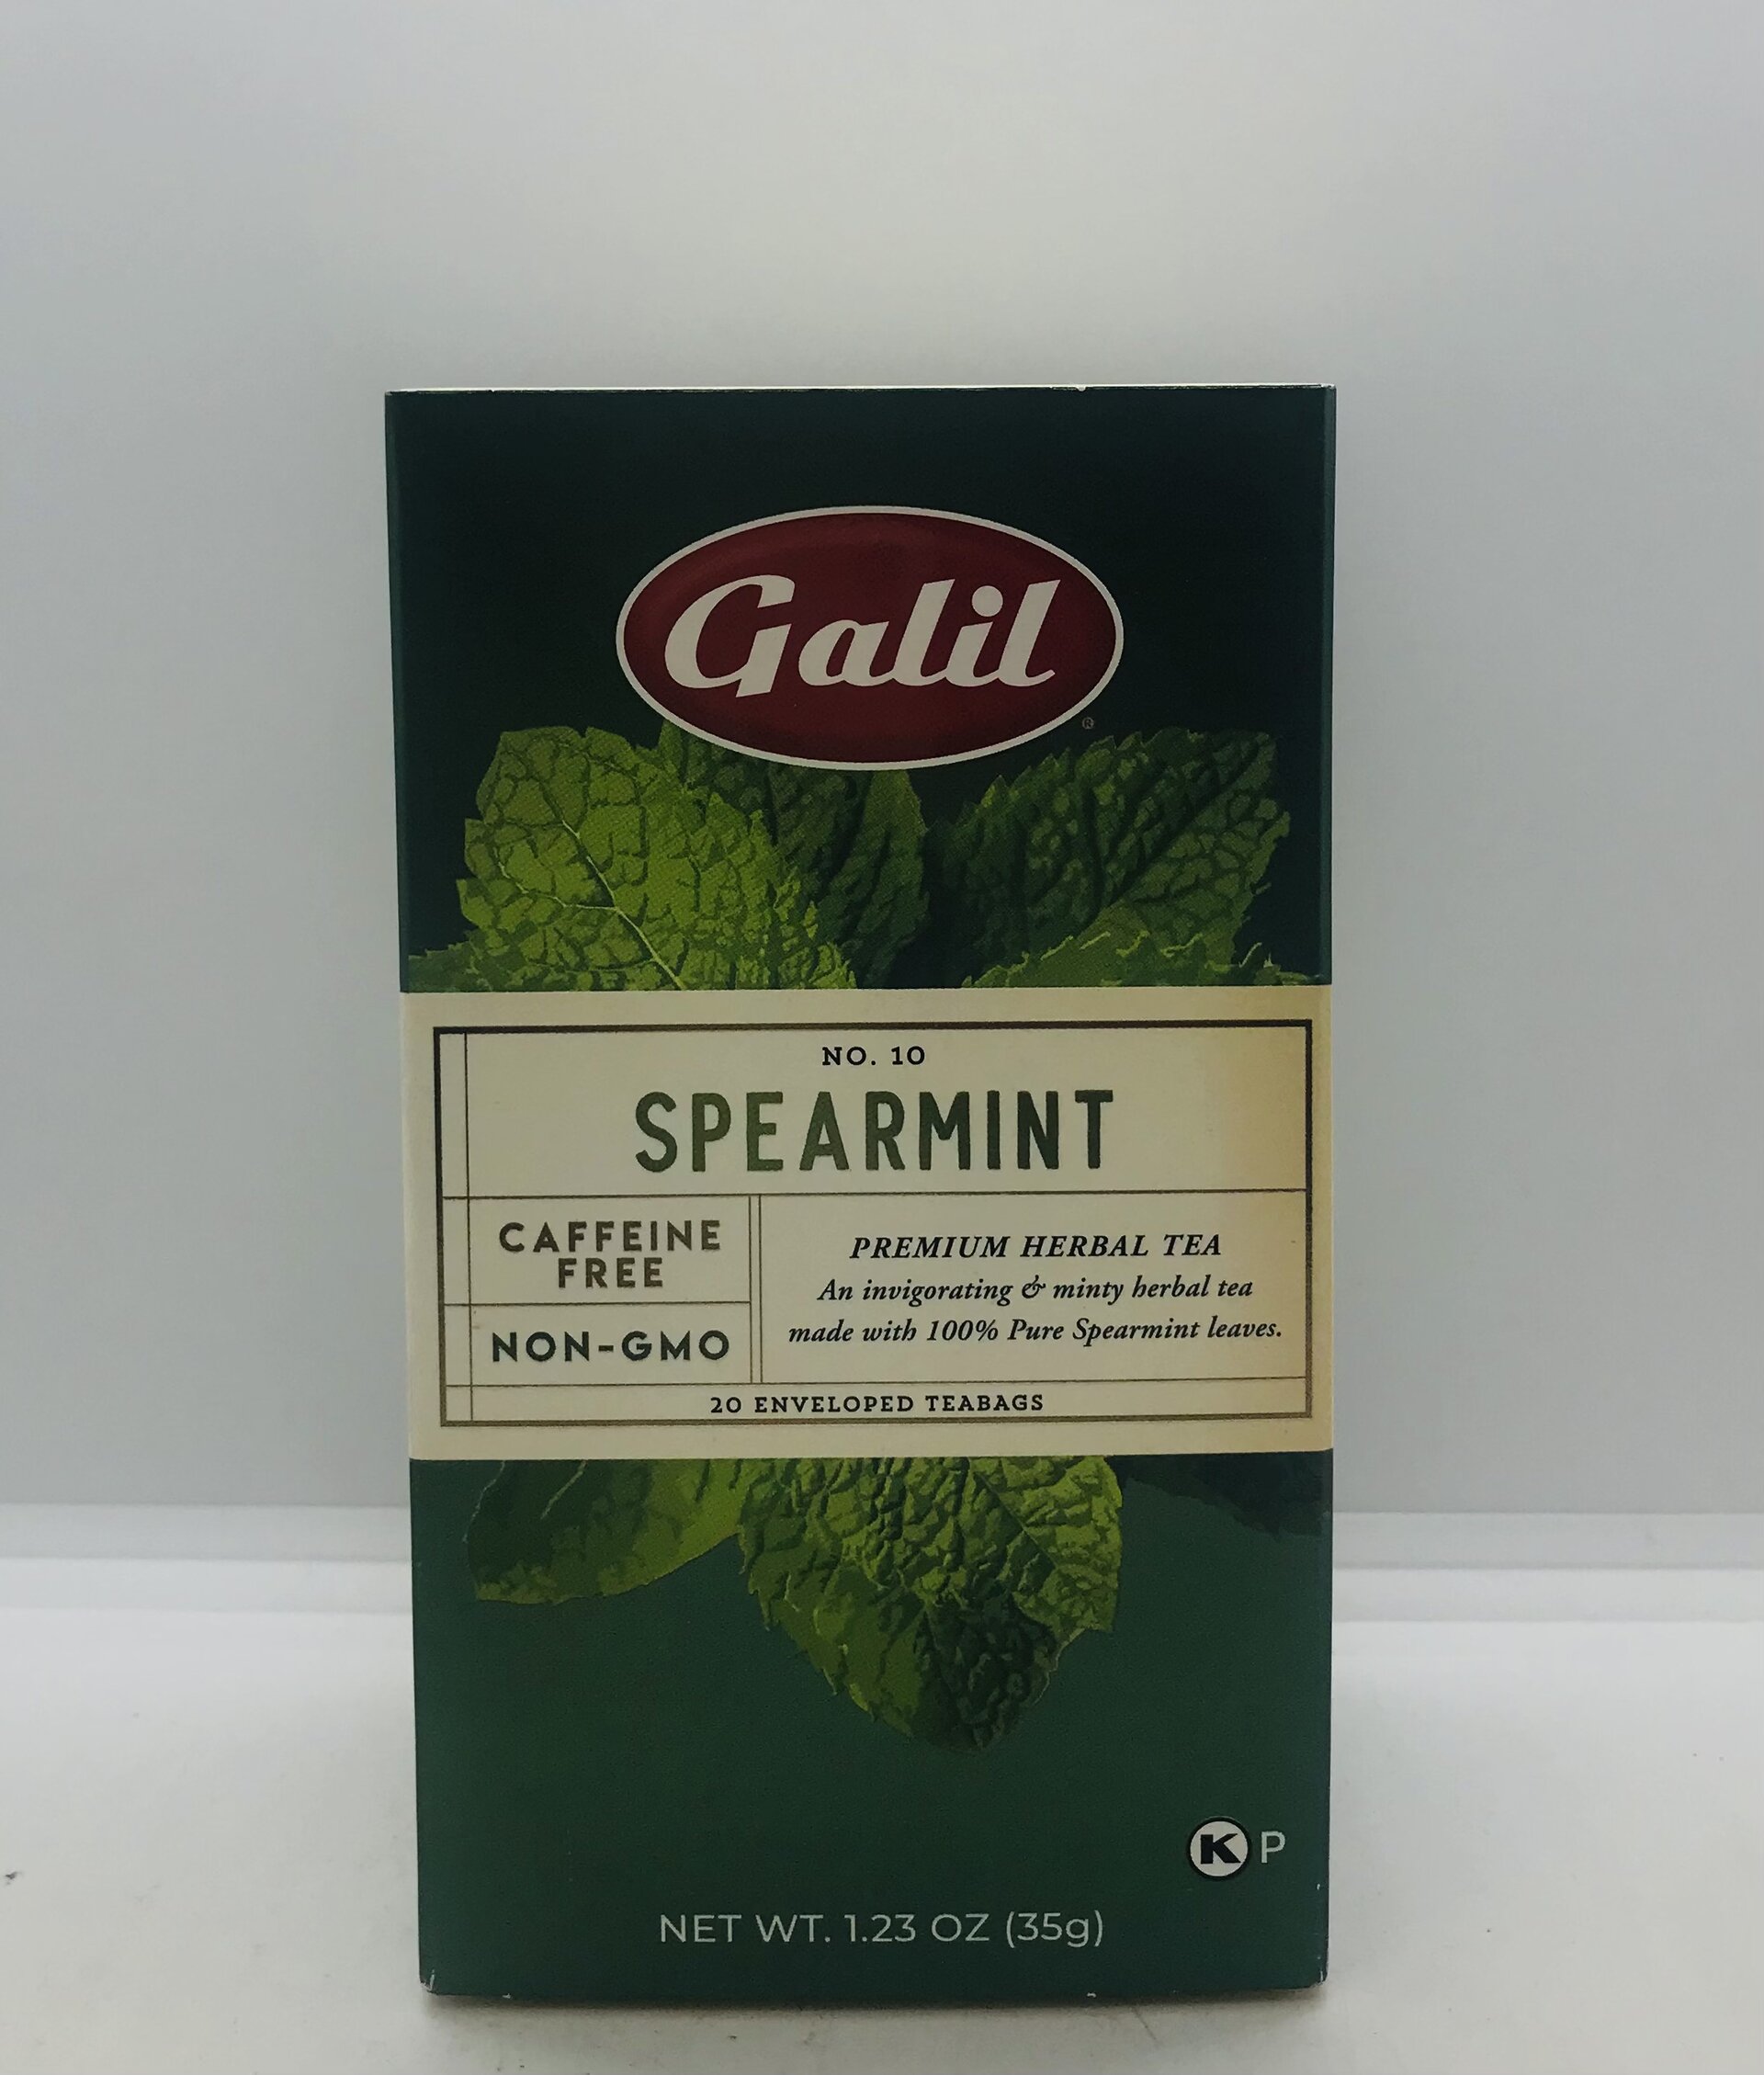 Galil
®
NO. 10
SPEARMINT
CAFFEINE
FREE
NON-GMO
PREMIUM HERBAL TEA
An invigorating & minty herbal tea
made with 100% Pure Spearmint leaves.
20 ENVELOPED TEABAGS
K P
NET WT. 1.23 OZ (35g)